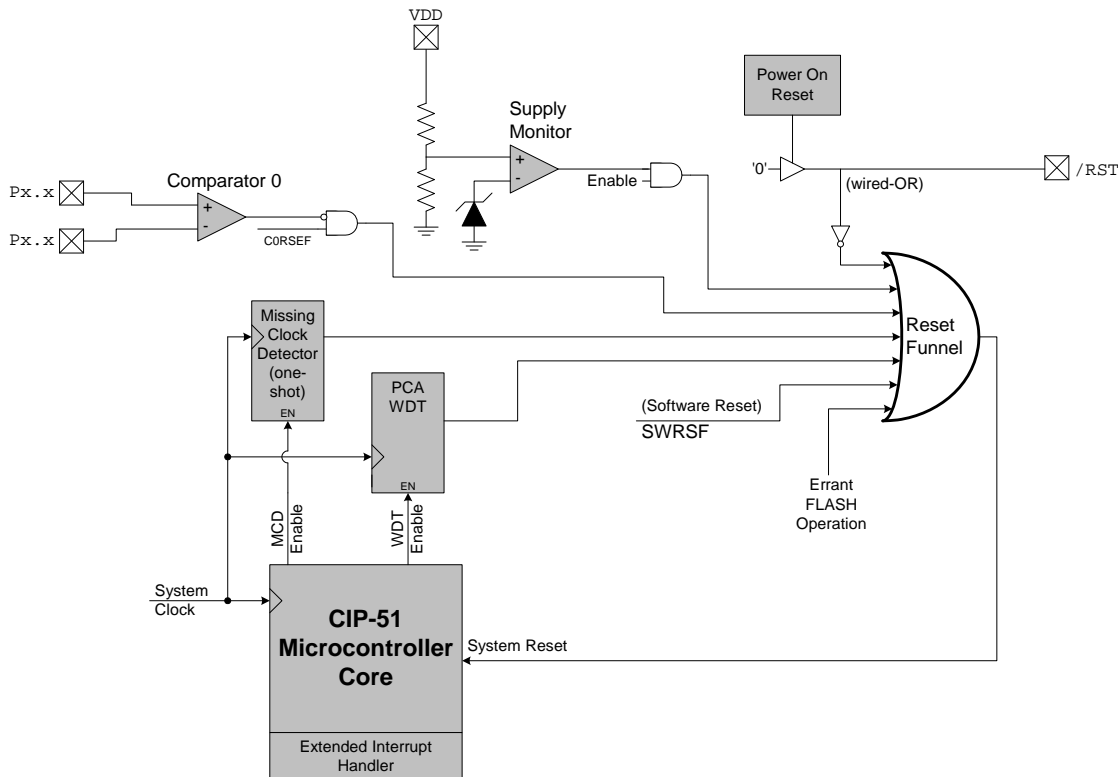 VDD
Power On
Reset
Supply
Monitor
+
-
Enable
'0'
(wired-OR)
/RST
Comparator 0
Px.x
Px.x
+
-
C0RSEF
Missing
Clock
Detector
(one-
shot)
EN
PCA
WDT
EN
Reset
Funnel
(Software Reset)
SWRSF
Errant
FLASH
Operation
MCD
Enable
WDT
Enable
System
Clock
CIP-51
Microcontroller
Core
System Reset
Extended Interrupt
Handler